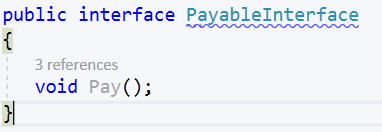 public interface PayableInterface
{
3 references
void Pay();
}